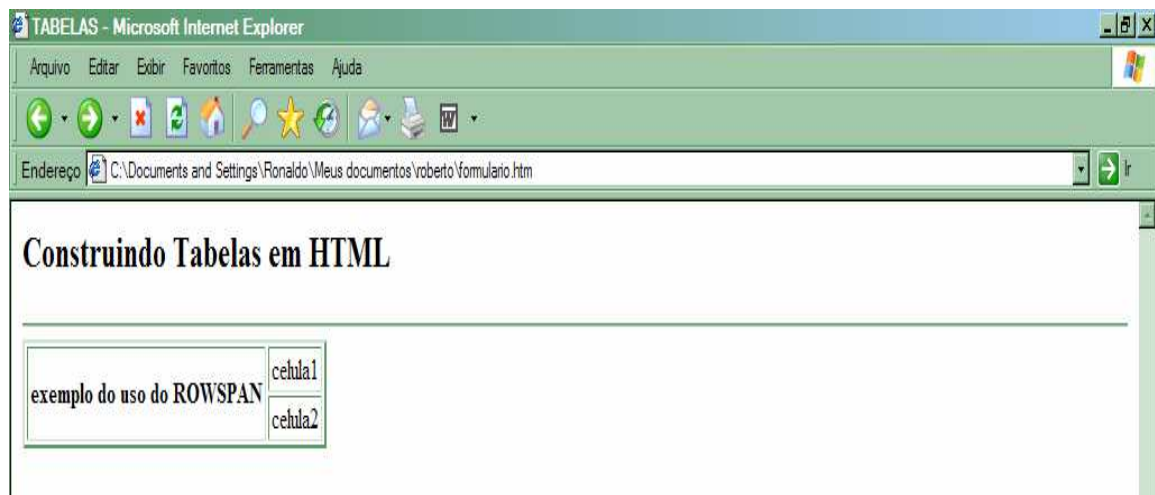 TABELAS - Microsoft Internet Explorer
Arquivo Editar Exibir Favoritos Ferramentas Ajuda
Endereço C:\Documents and Settings\Ronaldo\Meus documentos\roberto\formulario.htm Ir
Construindo Tabelas em HTML
exemplo do uso do ROWSPAN
celula1
celula2